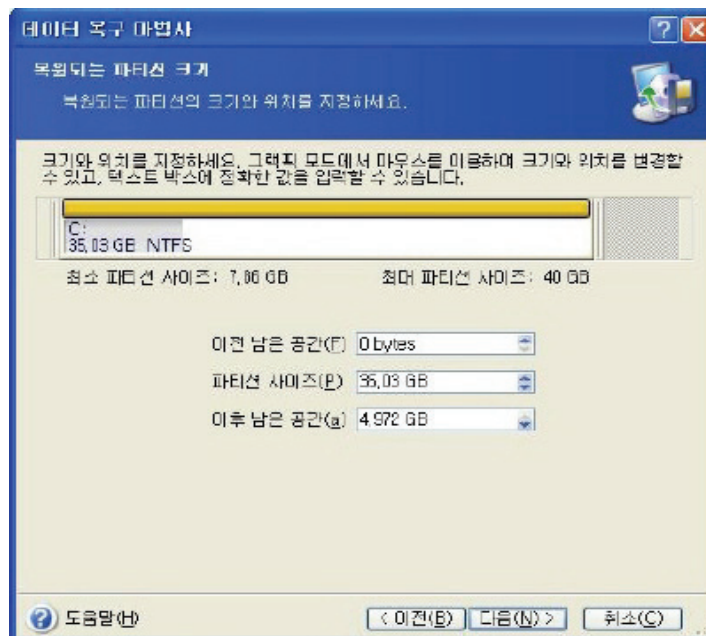 데이터 복구 마법사
복원되는 파티션 크기
복원되는 파티션의 크기와 위치를 지정하세요.
크기와 위치를 지정하세요. 그래픽 모드에서 마우스를 이용하여 크기와 위치를 변경할
수 있고, 텍스트 박스에 정확한 값을 입력할 수 있습니다.
C:
35,03 GB NTFS
최소 파티션 사이즈: 7,66 GB 최대 파티션 사이즈: 40 GB
이전 남은 공간(F) 0 bytes
파티션 사이즈(P) 35,03 GB
이후 남은 공간(a) 4,972 GB
도움말(H) < 이전(B) 다음(N) > 취소(C)